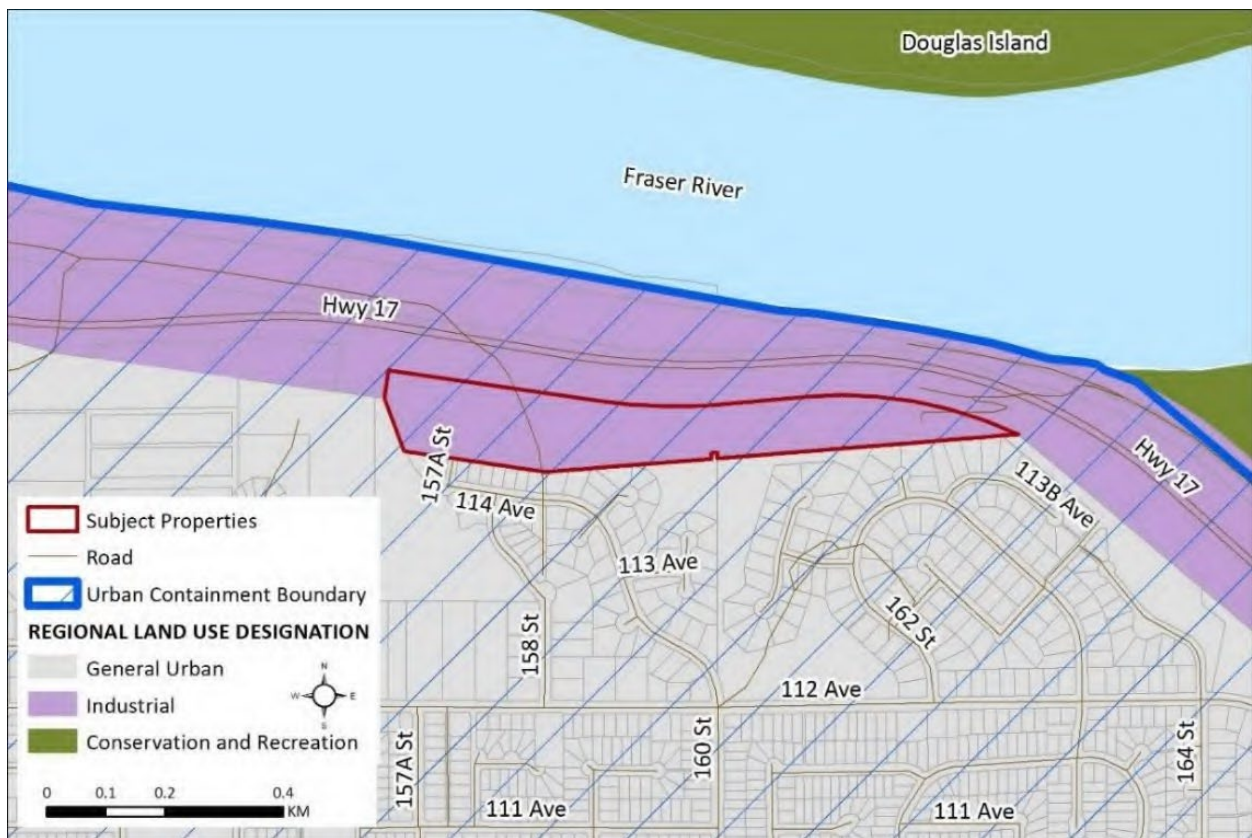 Douglas Island
Fraser River
Hwy 17
Hwy 17
157A St
114 Ave
113B Ave
113 Ave
158 St
162 St
112 Ave
157A St
160 St
164 St
111 Ave
111 Ave
Subject Properties
Road
Urban Containment Boundary
REGIONAL LAND USE DESIGNATION
General Urban
Industrial
Conservation and Recreation
N
W E
S
0 0.1 0.2 0.4
KM